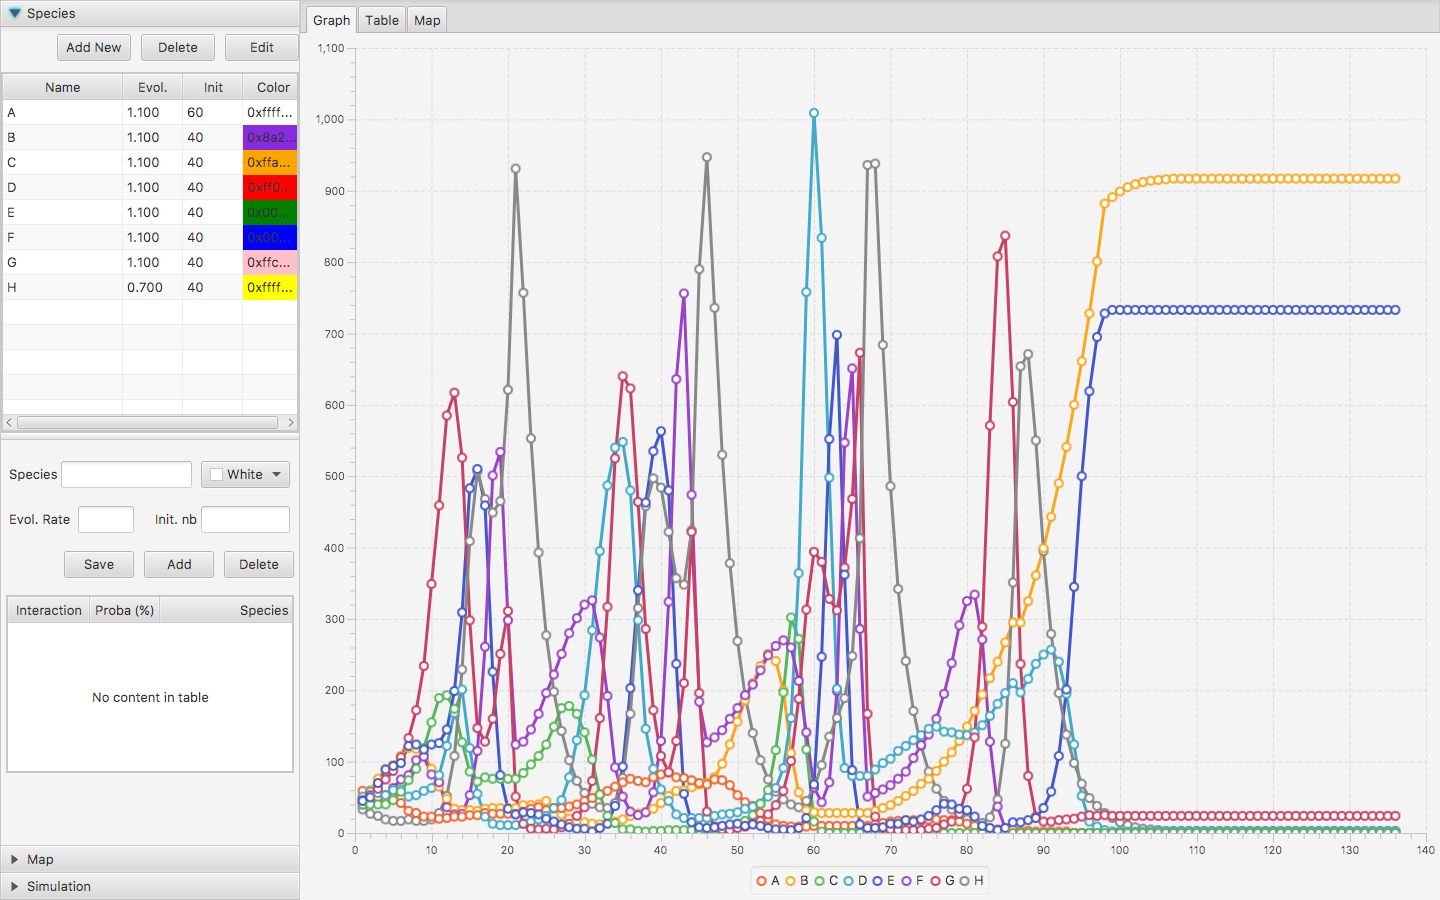 Species
Add New Delete Edit
Name Evol. Init Color
A 1.100 60 0xffff...
B 1.100 40 0x8a2...
C 1.100 40 0xffa...
D 1.100 40 0xff0...
E 1.100 40 0x00...
F 1.100 40 0x00...
G 1.100 40 0xffc...
H 0.700 40 0xffff...
Species White
Evol. Rate Init. nb
Save Add Delete
Interaction Proba (%) Species
No content in table
Map
Simulation
Graph Table Map
1,100
1,000
900
800
700
600
500
400
300
200
100
0
0 10 20 30 40 50 60 70 80 90 100 110 120 130 140
A B C D E F G H